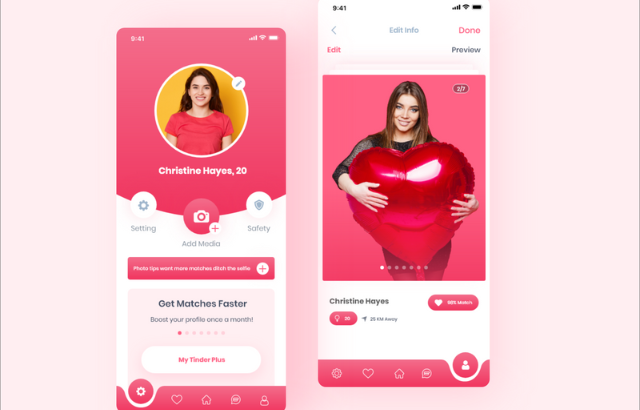 9:41
Christine Hayes, 20
Setting
Add Media
Safety
Photo tips want more matches ditch the selfie
Get Matches Faster
Boost your profile once a month!
My Tinder Plus
9:41
Edit Info
Done
Edit
Preview
2/7
Christine Hayes
98% Match
20
25 KM Away